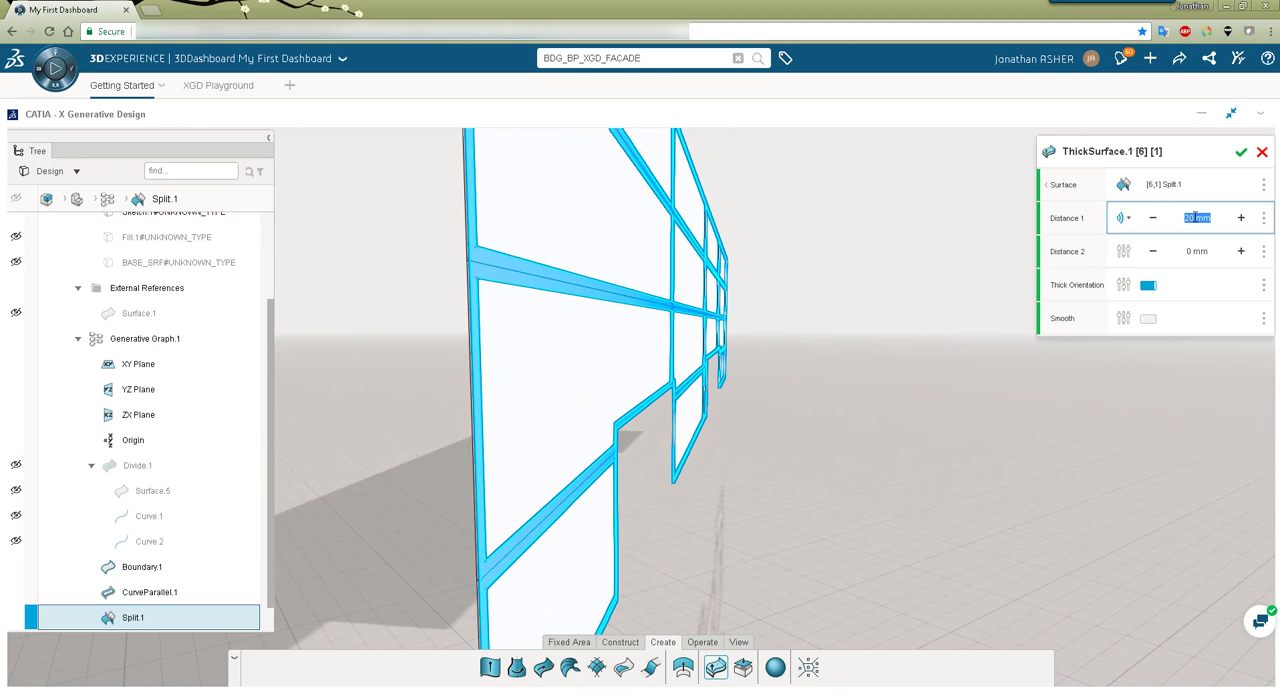 My First Dashboard ×
Jonathan
Secure
3DEXPERIENCE | 3DDashboard My First Dashboard
BDG_BP_XGD_FACADE
Jonathan ASHER JA
Getting Started
XGD Playground
CATIA - X Generative Design
Tree
Design
find...
Split.1
Sketch.1#UNKNOWN_TYPE
Fill.1#UNKNOWN_TYPE
BASE_SRF#UNKNOWN_TYPE
External References
Surface.1
Generative Graph.1
XY Plane
YZ Plane
ZX Plane
Origin
Divide.1
Surface.5
Curve.1
Curve.2
Boundary.1
CurveParallel.1
Split.1
ThickSurface.1 [6] [1]
Surface [6,1] Split.1
Distance 1 20 mm
Distance 2 0 mm
Thick Orientation
Smooth
Fixed Area Construct Create Operate View